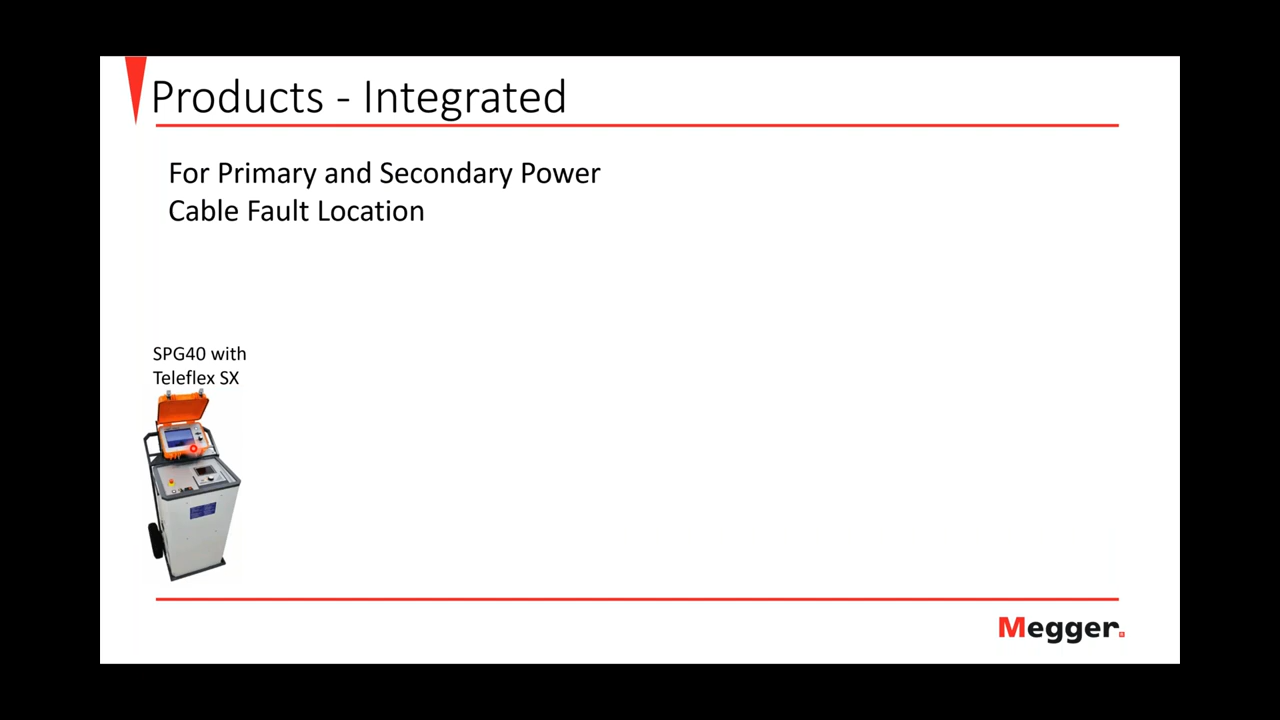 Products - Integrated
For Primary and Secondary Power
Cable Fault Location
SPG40 with
Teleflex SX
Megger.